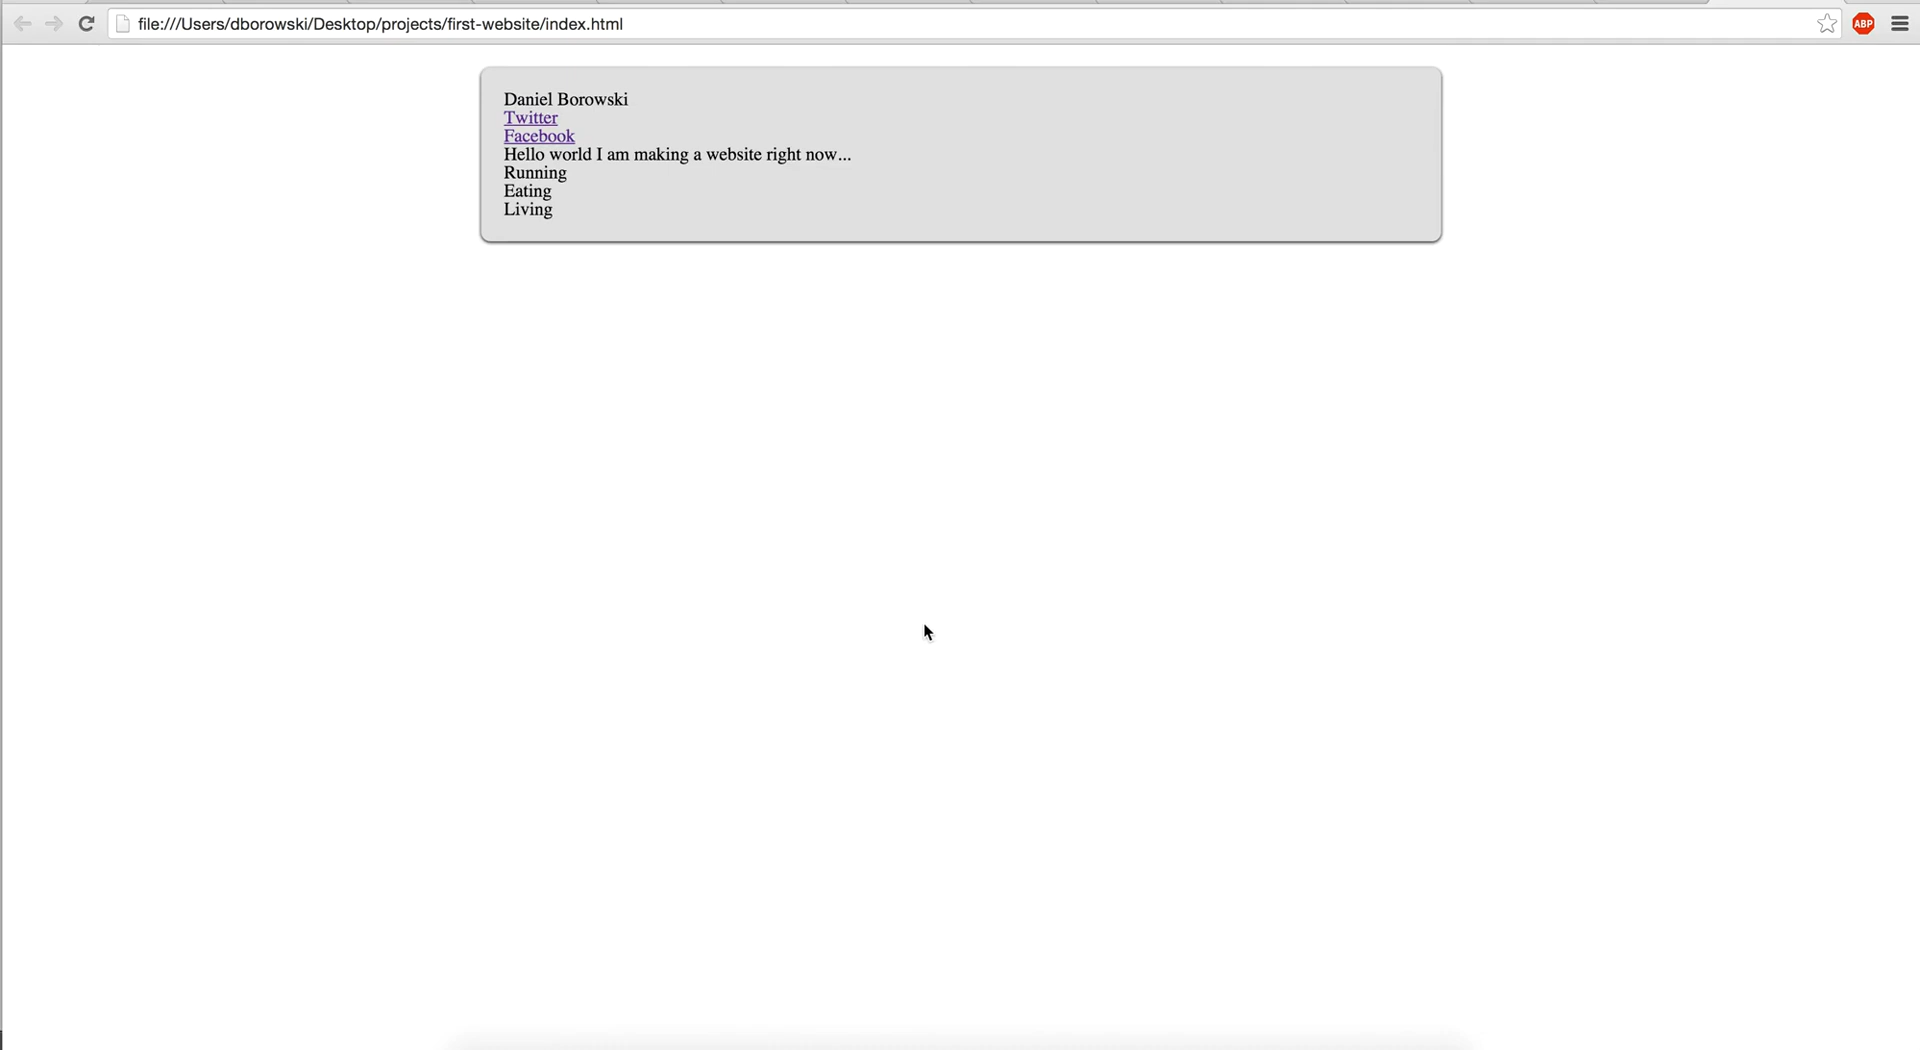 file:///Users/dborowski/Desktop/projects/first-website/index.html
ABP
Daniel Borowski
Twitter
Facebook
Hello world I am making a website right now...
Running
Eating
Living